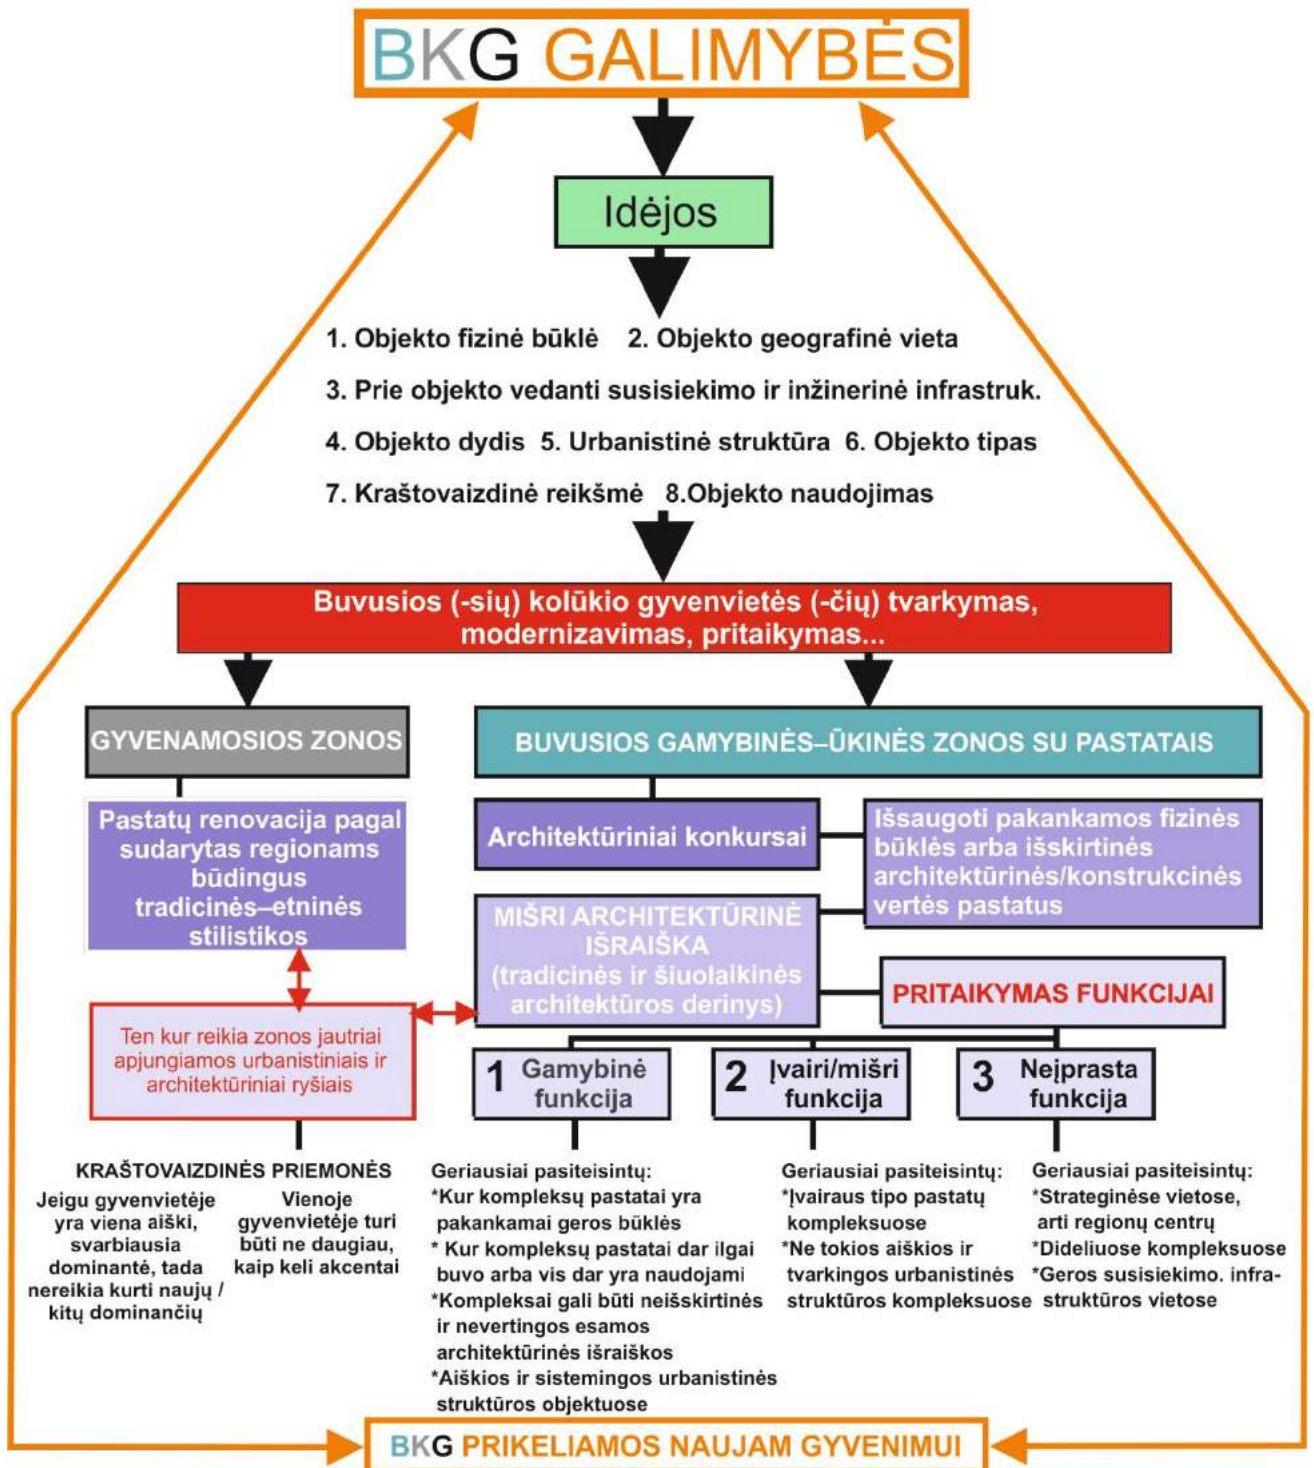 BKG GALIMYBĖS
Idėjos
1. Objekto fizinė būklė 2. Objekto geografinė vieta
3. Prie objekto vedanti susisiekimo ir inžinerinė infrastruk.
4. Objekto dydis 5. Urbanistinė struktūra 6. Objekto tipas
7. Kraštovaizdinė reikšmė 8.Objekto naudojimas
Buvusios (-sių) kolūkio gyvenvietės (-čių) tvarkymas,
modernizavimas, pritaikymas...
GYVENAMOSIOS ZONOS
Pastatų renovacija pagal
sudarytas regionams
būdingus
tradicinės–etninės
stilistikos
Ten kur reikia zonos jautriai
apjungiamos urbanistiniais ir
architektūriniai ryšiais
KRAŠTOVAIZDINĖS PRIEMONĖS
Jeigu gyvenvietėje
yra viena aiški,
svarbiausia
dominantė, tada
nereikia kurti naujų /
kitų dominančių
Vienoje
gyvenvietėje turi
būti ne daugiau,
kaip keli akcentai
BUVUSIOS GAMYBINĖS–ŪKINĖS ZONOS SU PASTATAIS
Architektūriniai konkursai
Išsaugoti pakankamos fizinės
būklės arba išskirtinės
architektūrinės/konstrukcinės
vertės pastatus
MIŠRI ARCHITEKTŪRINĖ
IŠRAIŠKA
(tradicinės ir šiuolaikinės
architektūros derinys)
PRITAIKYMAS FUNKCIJAI
1 Gamybinė
funkcija
2 Įvairi/mišri
funkcija
3 Neįprasta
funkcija
Geriausiai pasiteisintų:
*Kur kompleksų pastatai yra
pakankamai geros būklės
* Kur kompleksų pastatai dar ilgai
buvo arba vis dar yra naudojami
*Kompleksai gali būti neišskirtinės
ir nevertingos esamos
architektūrinės išraiškos
*Aiškios ir sistemingos urbanistinės
struktūros objektuose
Geriausiai pasiteisintų:
*Įvairaus tipo pastatų
kompleksuose
*Ne tokios aiškios ir
tvarkingos urbanistinės
struktūros kompleksuose
Geriausiai pasiteisintų:
*Strateginėse vietose,
arti regionų centrų
*Dideliuose kompleksuose
*Geros susisiekimo. infra-
struktūros vietose
BKG PRIKELIAMOS NAUJAM GYVENIMUI